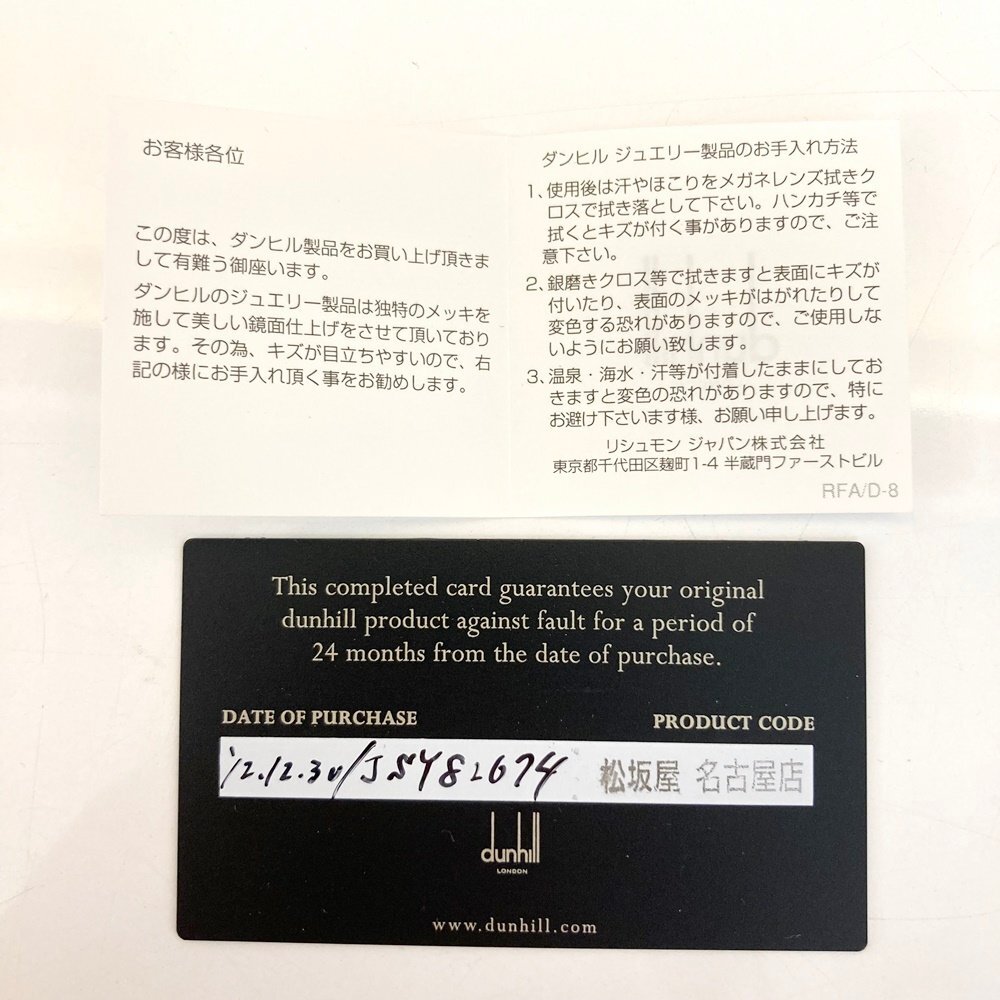 お客様各位
この度は、ダンヒル製品をお買い上げ頂きま
して有難う御座います。
ダンヒルのジュエリー製品は独特のメッキを
施して美しい鏡面仕上げをさせて頂いており
ます。その為、キズが目立ちやすいので、右
記の様にお手入れ頂く事をお勧めします。
ダンヒル ジュエリー製品のお手入れ方法
1、使用後は汗やほこりをメガネレンズ拭きク
ロスで拭き落として下さい。ハンカチ等で
拭くとキズが付く事がありますので、ご注
意下さい。
2、銀磨きクロス等で拭きますと表面にキズが
付いたり、表面のメッキがはがれたりして
変色する恐れがありますので、ご使用しな
いようにお願い致します。
3、温泉・海水・汗等が付着したままにしてお
きますと変色の恐れがありますので、特に
お避け下さいます様、お願い申し上げます。
リシュモン ジャパン株式会社
東京都千代田区麹町1-4 半蔵門ファーストビル
RFA/D-8
This completed card guarantees your original
dunhill product against fault for a period of
24 months from the date of purchase.
DATE OF PURCHASE PRODUCT CODE
'12.12.30/JSY82674 松坂屋 名古屋店
dunhill
LONDON
www.dunhill.com